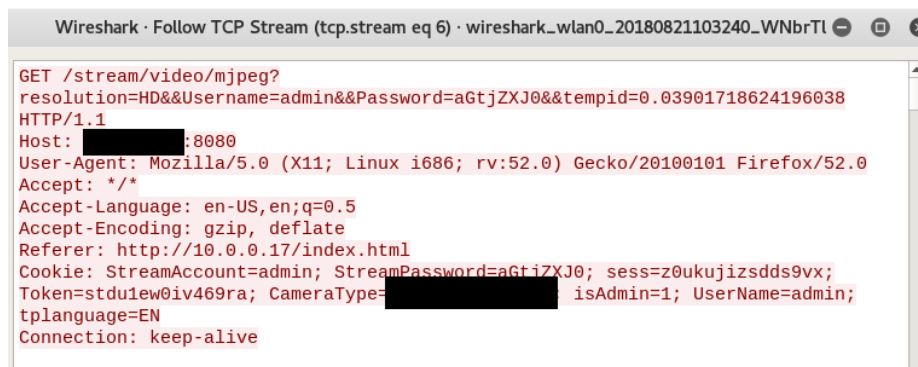 Wireshark · Follow TCP Stream (tcp.stream eq 6) · wireshark_wlan0_20180821103240_WNbrTl
GET /stream/video/mjpeg?
resolution=HD&&Username=admin&&Password=aGtjZXJ0&&tempid=0.03901718624196038
HTTP/1.1
Host: :8080
User-Agent: Mozilla/5.0 (X11; Linux i686; rv:52.0) Gecko/20100101 Firefox/52.0
Accept: */*
Accept-Language: en-US,en;q=0.5
Accept-Encoding: gzip, deflate
Referer: http://10.0.0.17/index.html
Cookie: StreamAccount=admin; StreamPassword=aGtjZXJ0; sess=z0ukujizsdds9vx;
Token=stdu1ew0iv469ra; CameraType= ; isAdmin=1; UserName=admin;
tplanguage=EN
Connection: keep-alive